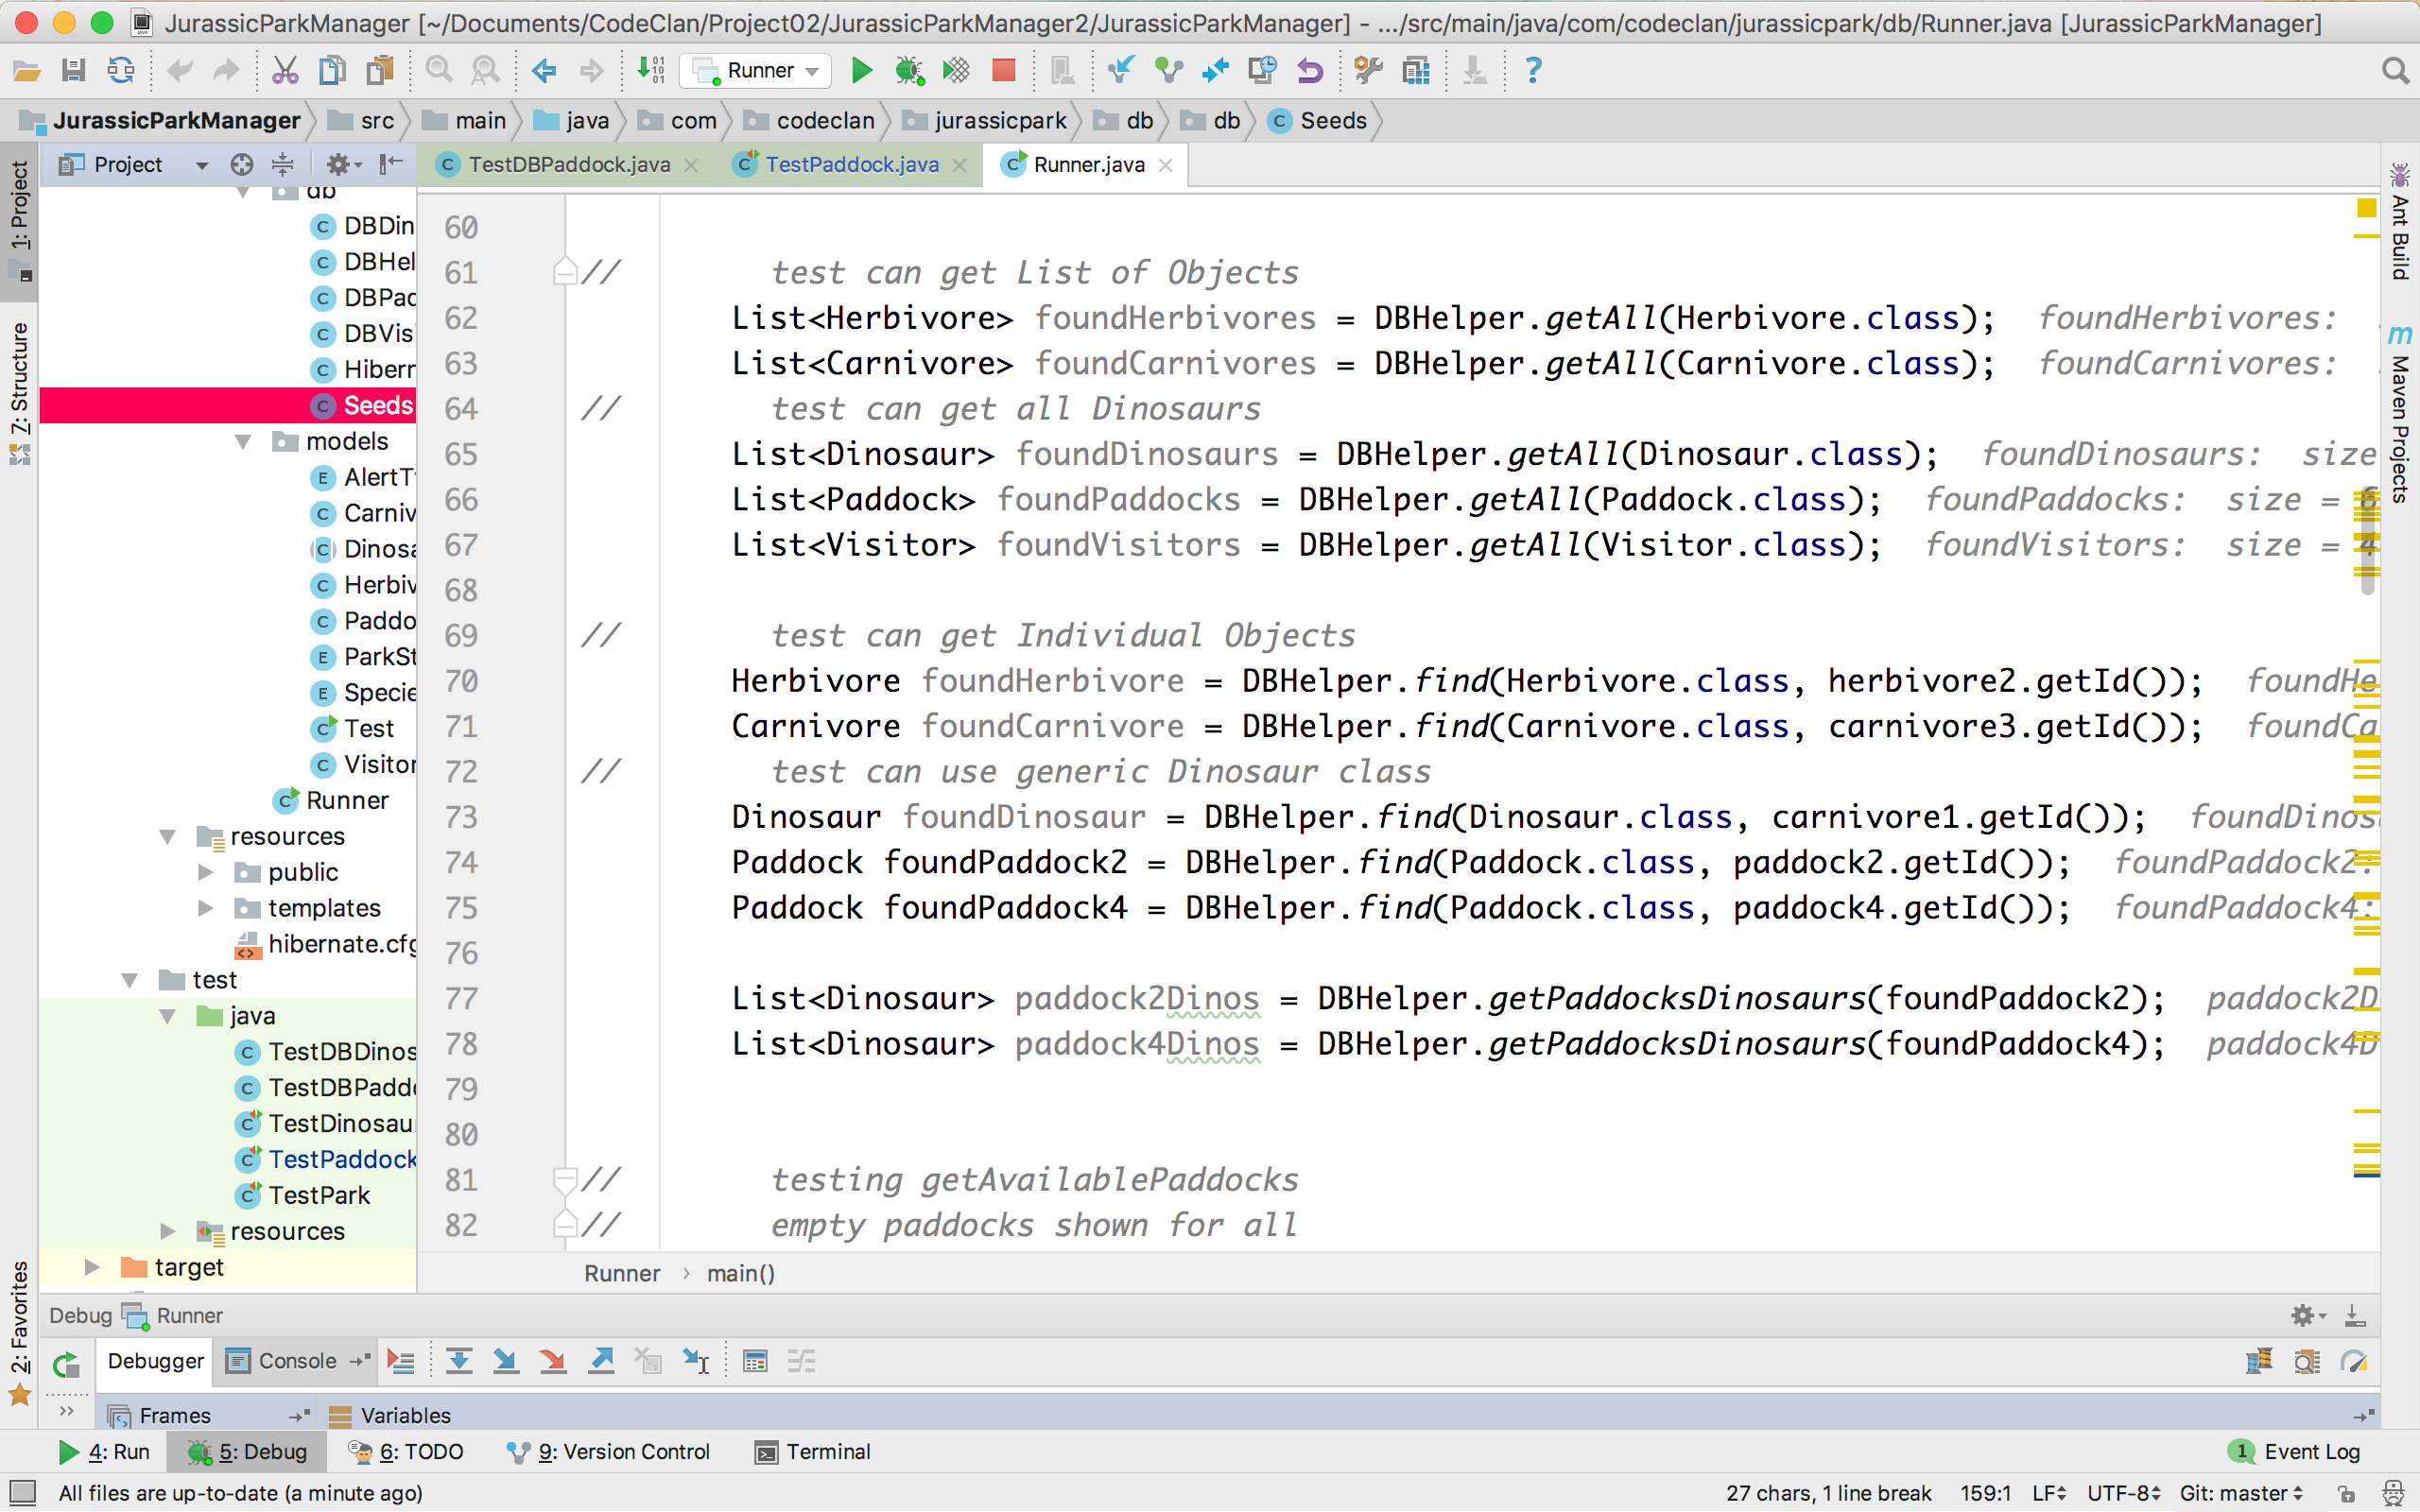 JurassicParkManager [~/Documents/CodeClan/Project02/JurassicParkManager2/JurassicParkManager] - .../src/main/java/com/codeclan/jurassicpark/db/Runner.java [JurassicParkManager]
Runner
JurassicParkManager src main java com codeclan jurassicpark db db Seeds
Project
TestDBPaddock.java TestPaddock.java Runner.java
1: Project
7: Structure
2: Favorites
Ant Build
Maven Projects
db
DBDin
DBHel
DBPad
DBVis
Hibern
Seeds
models
AlertT
Carniv
Dinosa
Herbiv
Paddo
ParkSt
Specie
Test
Visitor
Runner
resources
public
templates
hibernate.cfg
test
java
TestDBDinos
TestDBPadd
TestDinosau
TestPaddock
TestPark
resources
target
60
61 // test can get List of Objects
62 List<Herbivore> foundHerbivores = DBHelper.getAll(Herbivore.class); foundHerbivores:
63 List<Carnivore> foundCarnivores = DBHelper.getAll(Carnivore.class); foundCarnivores:
64 // test can get all Dinosaurs
65 List<Dinosaur> foundDinosaurs = DBHelper.getAll(Dinosaur.class); foundDinosaurs: size
66 List<Paddock> foundPaddocks = DBHelper.getAll(Paddock.class); foundPaddocks: size = 6
67 List<Visitor> foundVisitors = DBHelper.getAll(Visitor.class); foundVisitors: size = 4
68
69 // test can get Individual Objects
70 Herbivore foundHerbivore = DBHelper.find(Herbivore.class, herbivore2.getId()); foundHe
71 Carnivore foundCarnivore = DBHelper.find(Carnivore.class, carnivore3.getId()); foundCa
72 // test can use generic Dinosaur class
73 Dinosaur foundDinosaur = DBHelper.find(Dinosaur.class, carnivore1.getId()); foundDinos
74 Paddock foundPaddock2 = DBHelper.find(Paddock.class, paddock2.getId()); foundPaddock2:
75 Paddock foundPaddock4 = DBHelper.find(Paddock.class, paddock4.getId()); foundPaddock4:
76
77 List<Dinosaur> paddock2Dinos = DBHelper.getPaddocksDinosaurs(foundPaddock2); paddock2D
78 List<Dinosaur> paddock4Dinos = DBHelper.getPaddocksDinosaurs(foundPaddock4); paddock4D
79
80
81 // testing getAvailablePaddocks
82 // empty paddocks shown for all
Runner › main()
Debug Runner
Debugger Console
>> Frames Variables
4: Run 5: Debug 6: TODO 9: Version Control Terminal 1 Event Log
All files are up-to-date (a minute ago) 27 chars, 1 line break 159:1 LF UTF-8 Git: master